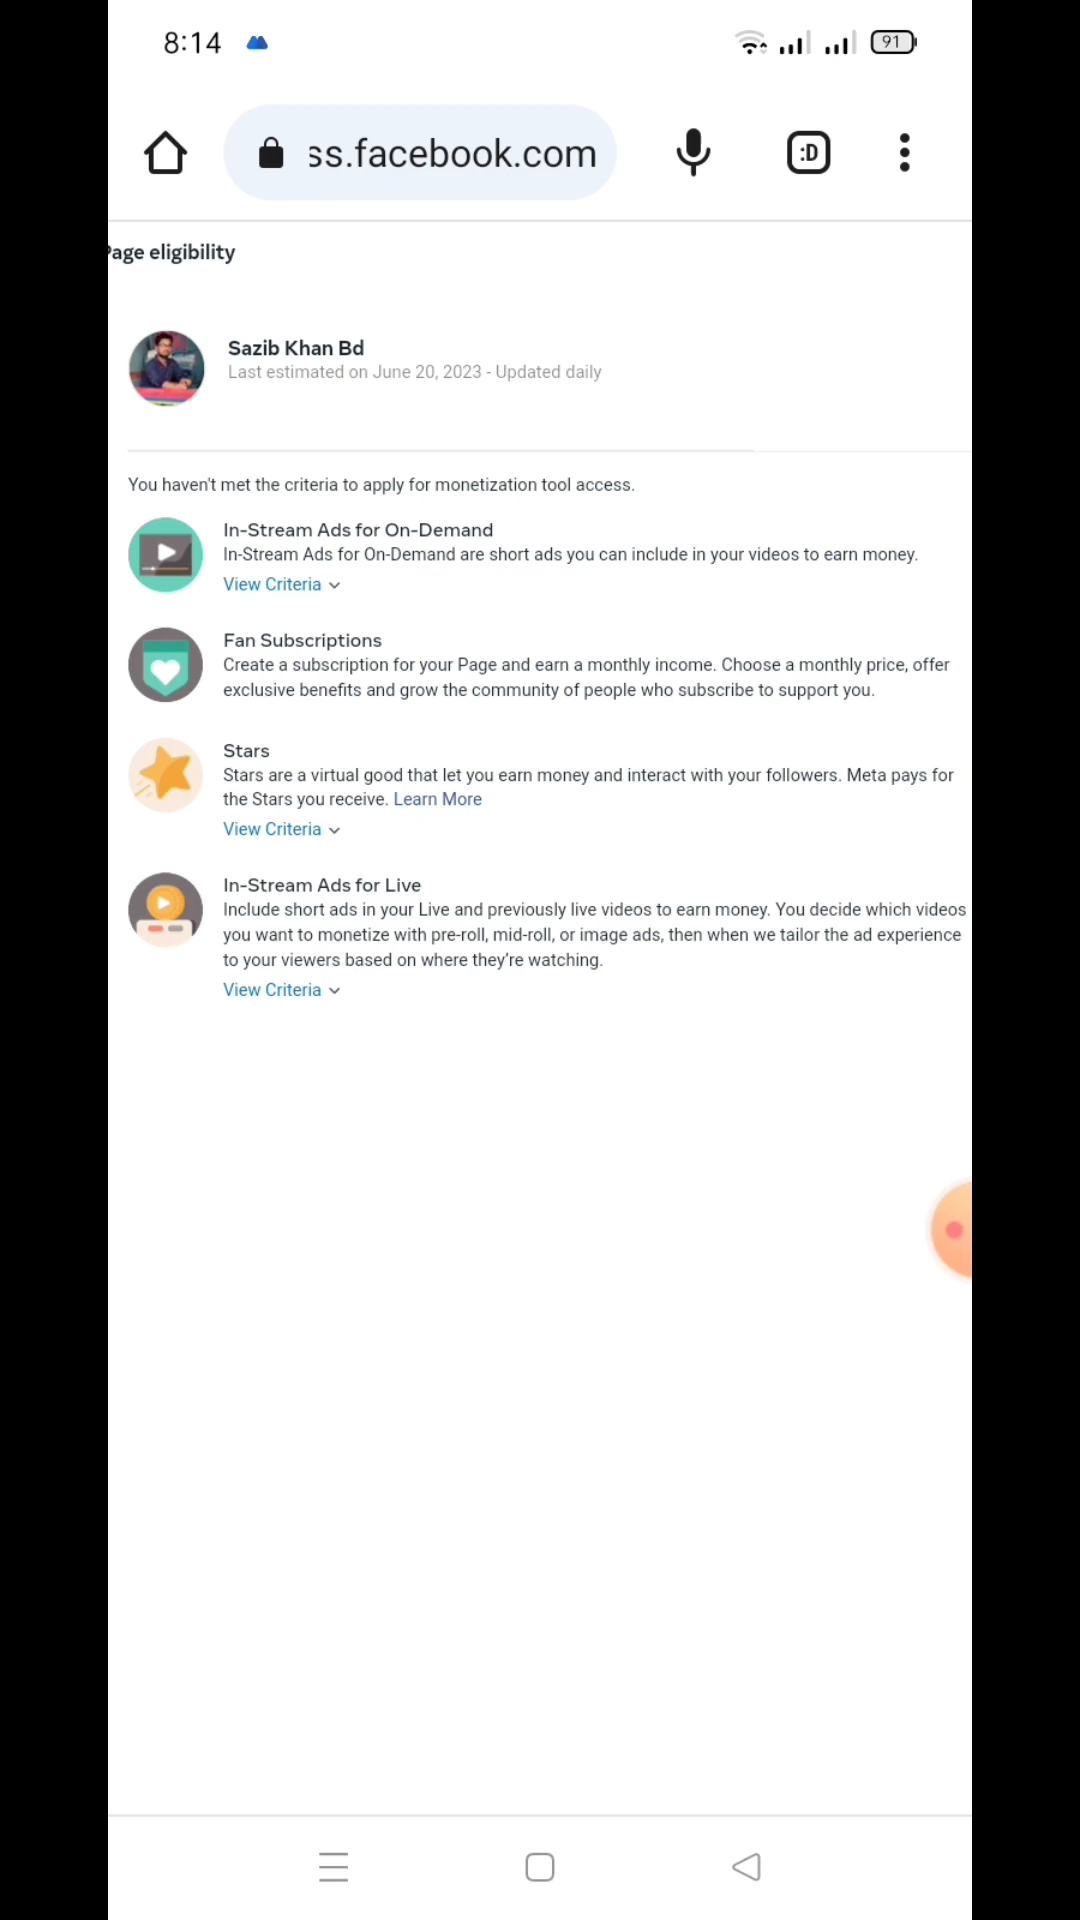 8:14
91
ss.facebook.com
:D
Page eligibility
Sazib Khan Bd
Last estimated on June 20, 2023 - Updated daily
You haven't met the criteria to apply for monetization tool access.
In-Stream Ads for On-Demand
In-Stream Ads for On-Demand are short ads you can include in your videos to earn money.
View Criteria
Fan Subscriptions
Create a subscription for your Page and earn a monthly income. Choose a monthly price, offer
exclusive benefits and grow the community of people who subscribe to support you.
Stars
Stars are a virtual good that let you earn money and interact with your followers. Meta pays for
the Stars you receive. Learn More
View Criteria
In-Stream Ads for Live
Include short ads in your Live and previously live videos to earn money. You decide which videos
you want to monetize with pre-roll, mid-roll, or image ads, then when we tailor the ad experience
to your viewers based on where they're watching.
View Criteria